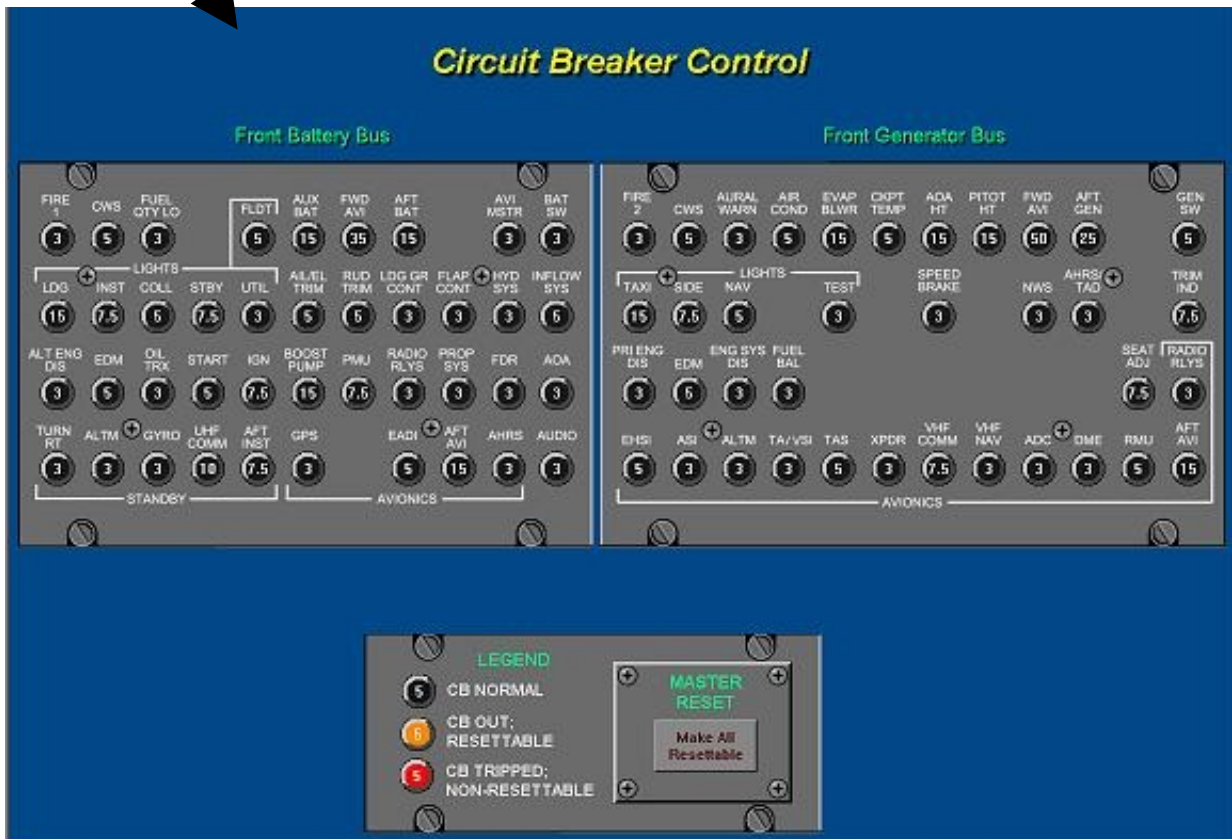 Circuit Breaker Control
Front Battery Bus
FIRE 1 CWS FUEL QTY LO FLDT AUX BAT FWD AVI AFT BAT AVI MSTR BAT SW
3 5 3 5 15 35 15 3 3
LIGHTS
LDG INST COLL STBY UTIL AIL/EL TRIM RUD TRIM LDG GR CONT FLAP CONT HYD SYS INFLOW SYS
15 7.5 5 7.5 3 5 5 3 3 3 5
ALT ENG DIS EDM OIL TRX START IGN BOOST PUMP PMU RADIO RLYS PROP SYS FDR AOA
3 5 3 5 7.5 15 7.5 3 3 3 3
TURN RT ALTM GYRO UHF COMM AFT INST GPS EADI AFT AVI AHRS AUDIO
3 3 3 10 7.5 3 5 15 3 3
STANDBY AVIONICS
Front Generator Bus
FIRE 2 CWS AURAL WARN AIR COND EVAP BLWR CKPT TEMP AOA HT PITOT HT FWD AVI AFT GEN GEN SW
3 5 3 5 15 5 15 15 50 25 5
LIGHTS
TAXI SIDE NAV TEST SPEED BRAKE NWS AHRS TAD TRIM IND
15 7.5 5 3 3 3 3 7.5
PRI ENG DIS EDM ENG SYS DIS FUEL BAL SEAT ADJ RADIO RLYS
3 5 3 3 7.5 3
EHSI ASI ALTM TA/VSI TAS XPDR VHF COMM VHF NAV ADC DME RMU AFT AVI
5 3 3 3 5 3 7.5 3 3 3 5 15
AVIONICS
LEGEND
5 CB NORMAL
5 CB OUT;
RESETTABLE
5 CB TRIPPED;
NON-RESETTABLE
MASTER
RESET
Make All
Resettable